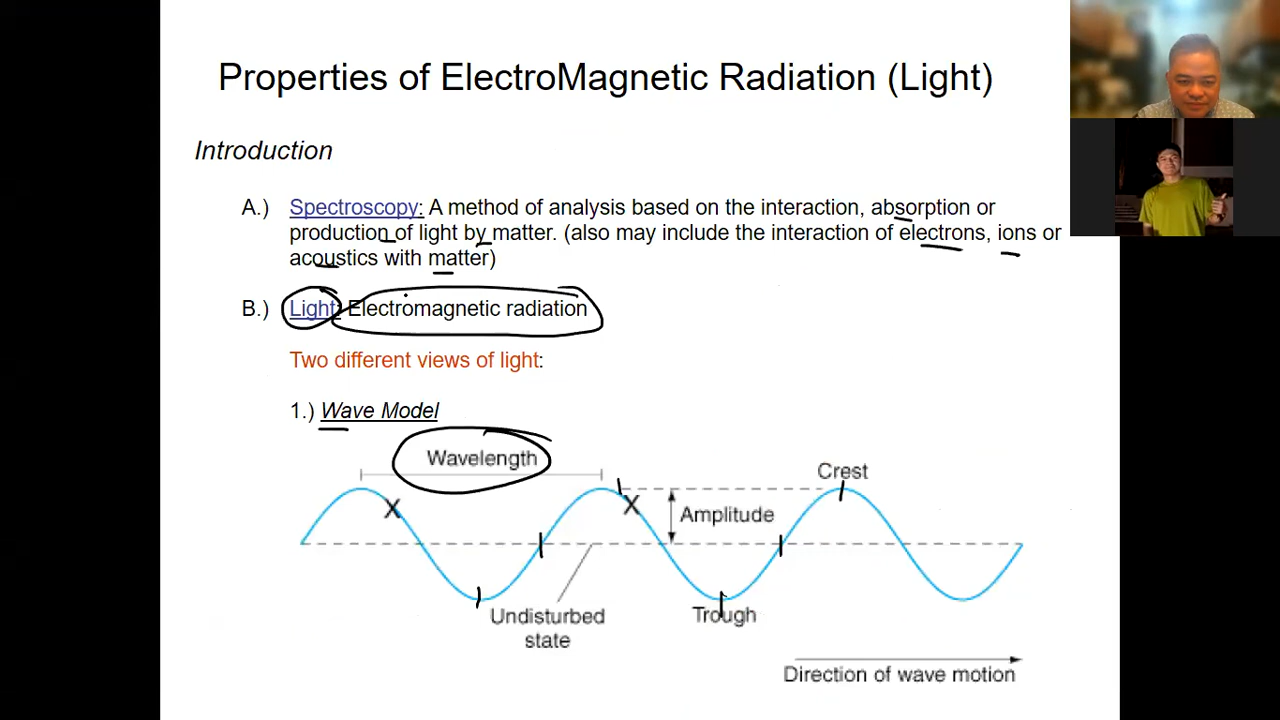 Properties of ElectroMagnetic Radiation (Light)
Introduction
A.) Spectroscopy: A method of analysis based on the interaction, absorption or
production of light by matter. (also may include the interaction of electrons, ions or
acoustics with matter)
B.) Light: Electromagnetic radiation
Two different views of light:
1.) Wave Model
Wavelength
Crest
Amplitude
Undisturbed
state
Trough
Direction of wave motion